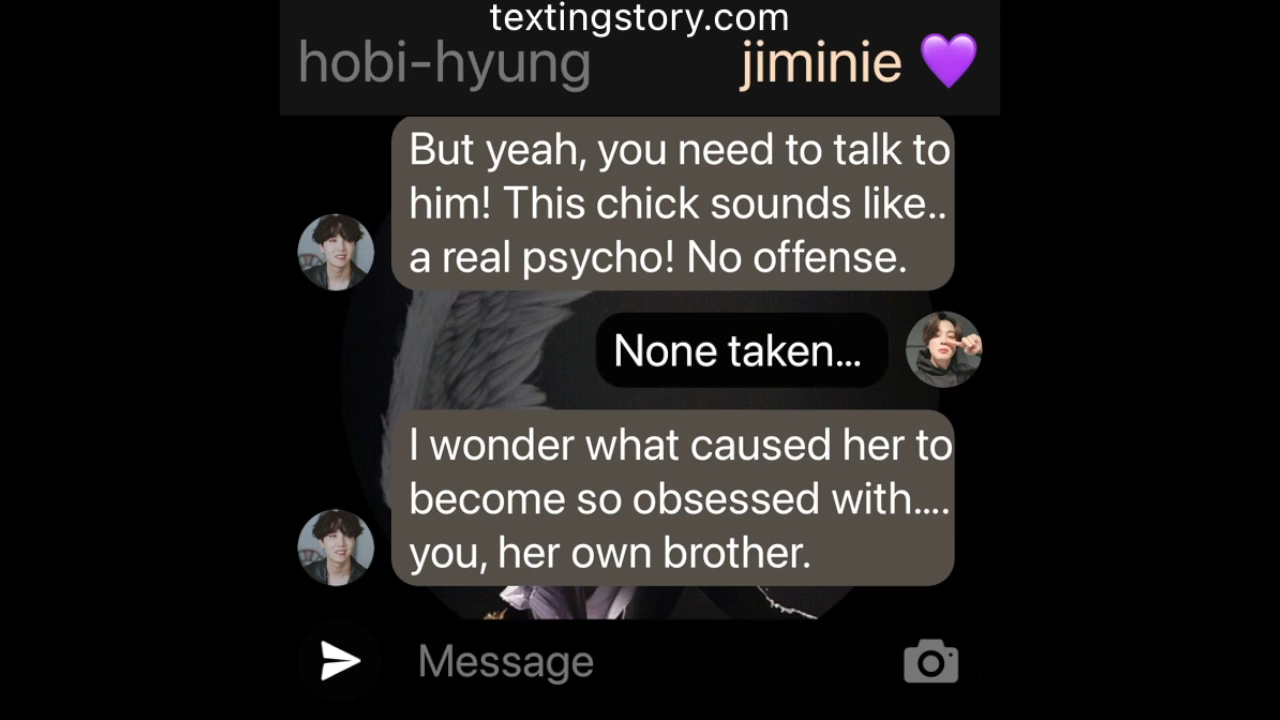 textingstory.com
hobi-hyung
jiminie 💜
But yeah, you need to talk to
him! This chick sounds like..
a real psycho! No offense.
None taken...
I wonder what caused her to
become so obsessed with....
you, her own brother.
Message